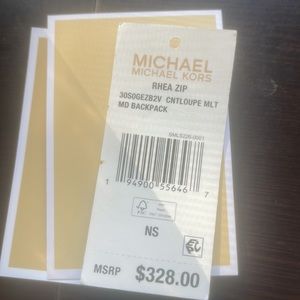 MICHAEL
MICHAEL KORS
RHEA ZIP
30S0GEZB2V CNTLOUPE MLT
MD BACKPACK
1 94900 55646 7
NS
MSRP $328.00